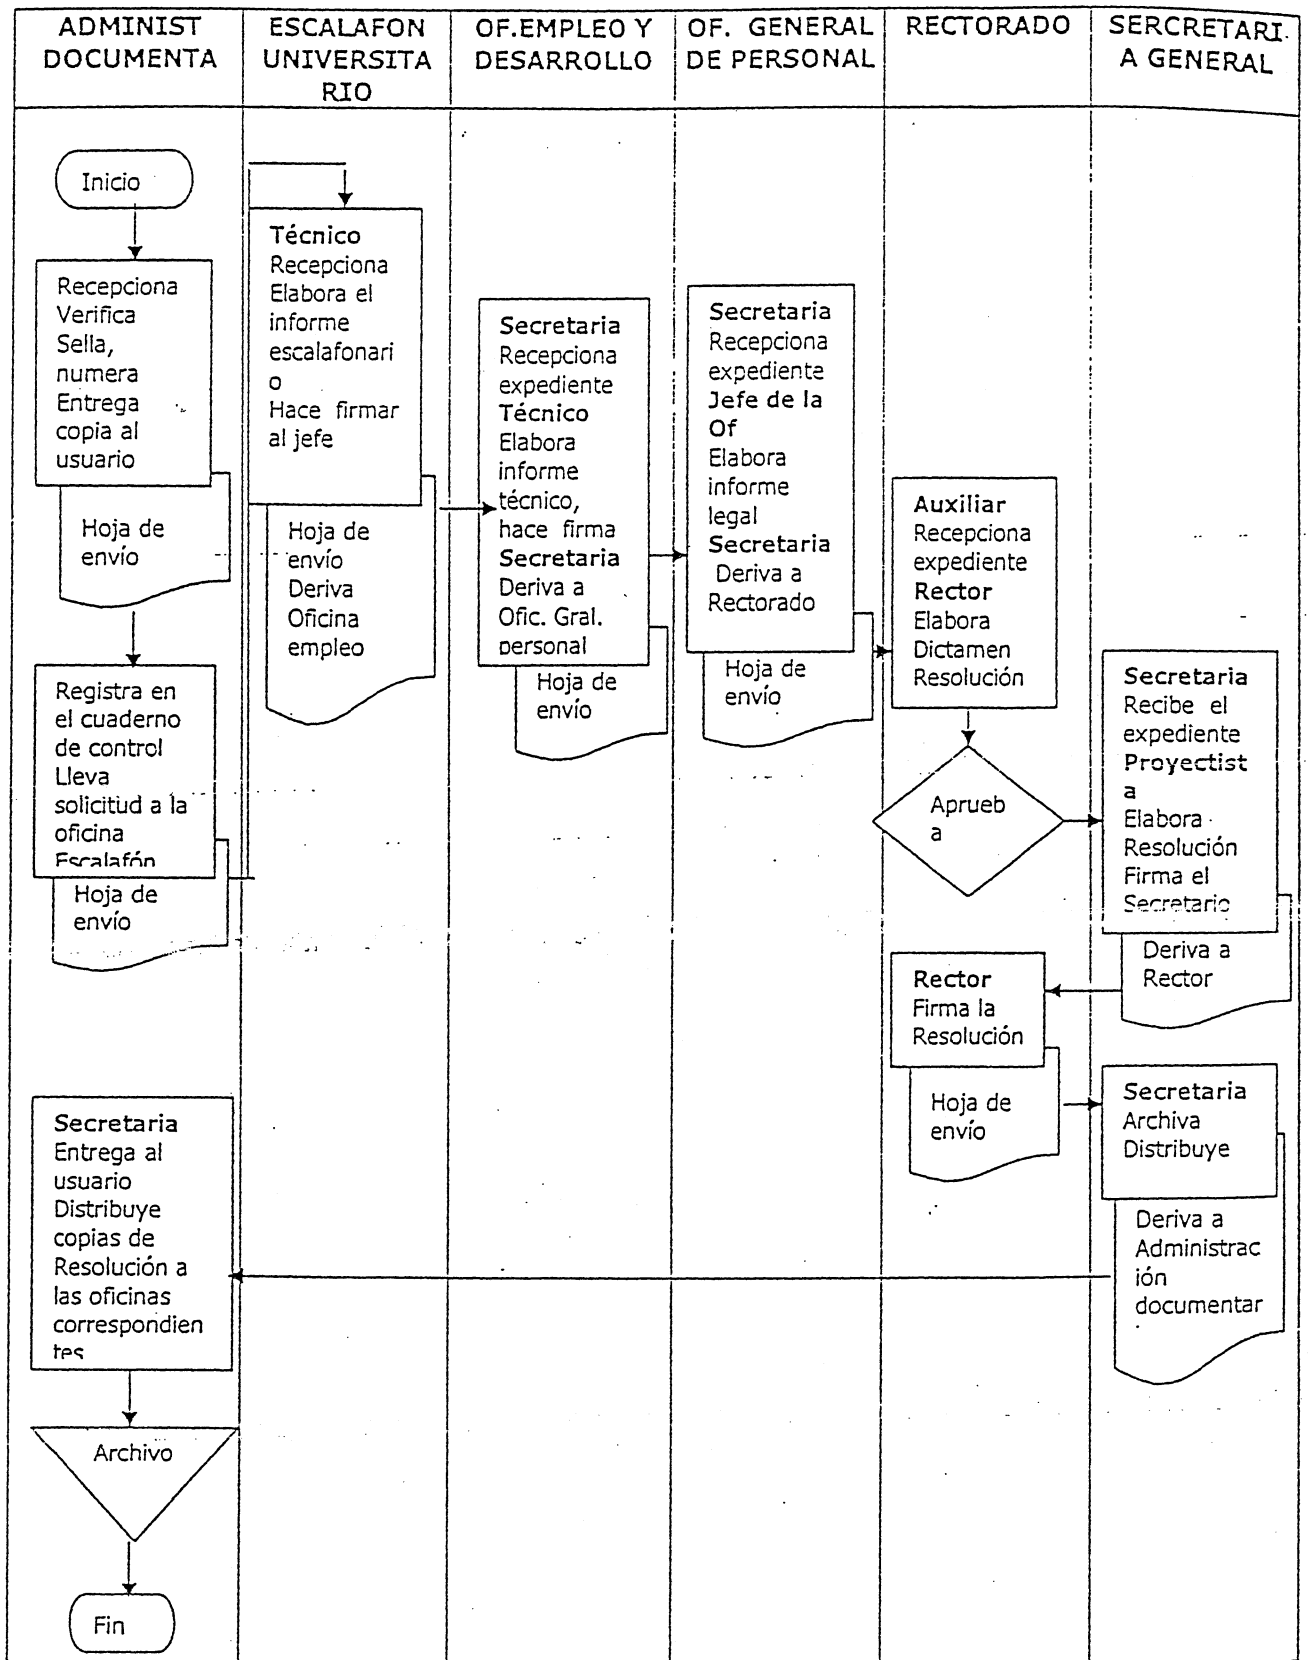 ADMINIST
DOCUMENTA
ESCALAFON
UNIVERSITA
RIO
OF.EMPLEO Y
DESARROLLO
OF. GENERAL
DE PERSONAL
RECTORADO
SERCRETARI.
A GENERAL
Inicio
Recepciona
Verifica
Sella,
numera
Entrega
copia al
usuario
Hoja de
envío
Registra en
el cuaderno
de control
Lleva
solicitud a la
oficina
Escalafón
Hoja de
envío
Técnico
Recepciona
Elabora el
informe
escalafonari
o
Hace firmar
al jefe
Hoja de
envío
Deriva
Oficina
empleo
Secretaria
Recepciona
expediente
Técnico
Elabora
informe
técnico,
hace firma
Secretaria
Deriva a
Ofic. Gral.
personal
Hoja de
envío
Secretaria
Recepciona
expediente
Jefe de la
Of
Elabora
informe
legal
Secretaria
Deriva a
Rectorado
Hoja de
envío
Auxiliar
Recepciona
expediente
Rector
Elabora
Dictamen
Resolución
Aprueb
a
Secretaria
Recibe el
expediente
Proyectist
a
Elabora
Resolución
Firma el
Secretario
Deriva a
Rector
Rector
Firma la
Resolución
Hoja de
envío
Secretaria
Archiva
Distribuye
Deriva a
Administrac
ión
documentar
Secretaria
Entrega al
usuario
Distribuye
copias de
Resolución a
las oficinas
correspondien
tes
Archivo
Fin